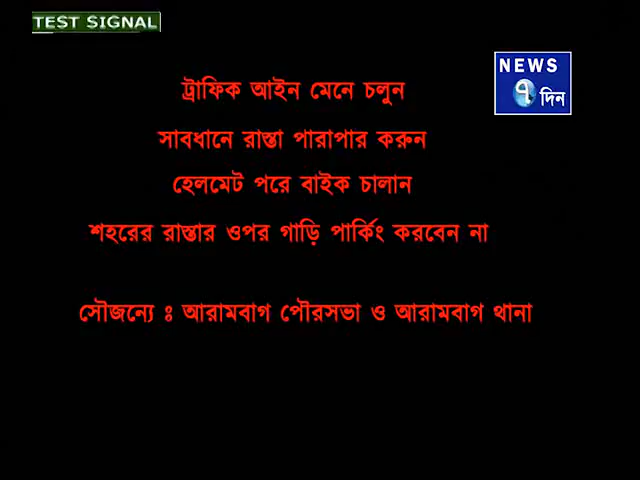 TEST SIGNAL
NEWS
৭ দিন
ট্রাফিক আইন মেনে চলুন
সাবধানে রাস্তা পারাপার করুন
হেলমেট পরে বাইক চালান
শহরের রাস্তার ওপর গাড়ি পার্কিং করবেন না
সৌজন্যে ঃ আরামবাগ পৌরসভা ও আরামবাগ থানা